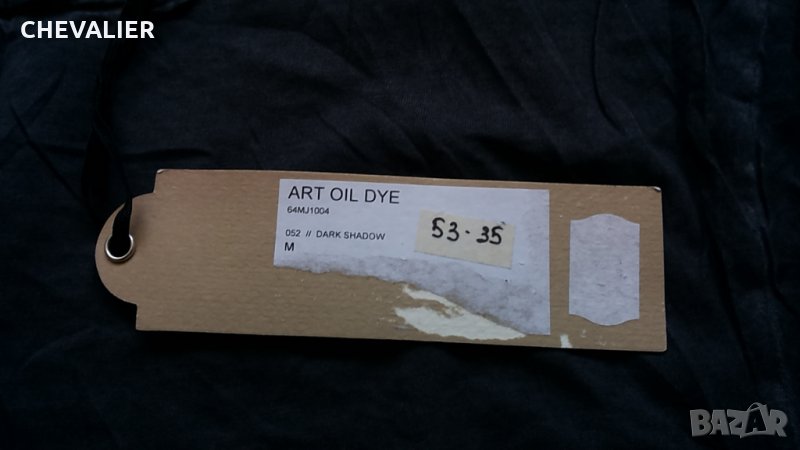 CHEVALIER
ART OIL DYE
64MJ1004
052 // DARK SHADOW
M
53-35
BAZAR